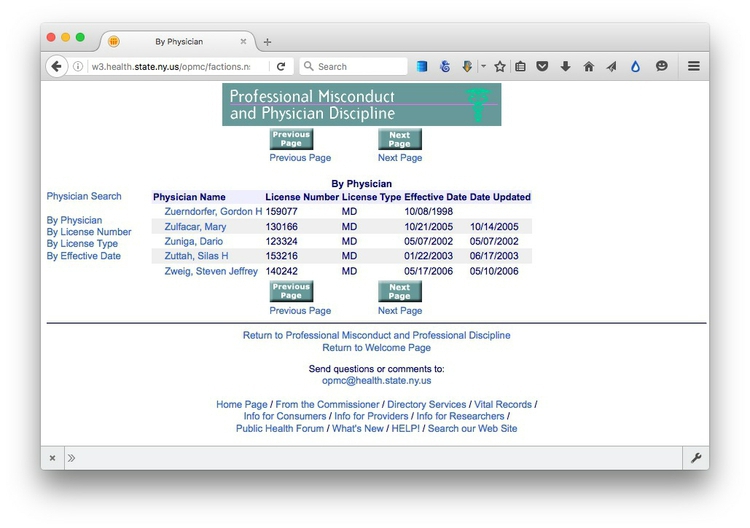 By Physician
w3.health.state.ny.us/opmc/factions.n
Search
Professional Misconduct
and Physician Discipline
Previous Page Next Page
Previous Page Next Page
By Physician
Physician Search
By Physician
By License Number
By License Type
By Effective Date
Physician Name License Number License Type Effective Date Date Updated
Zuerndorfer, Gordon H 159077 MD 10/08/1998
Zulfacar, Mary 130166 MD 10/21/2005 10/14/2005
Zuniga, Dario 123324 MD 05/07/2002 05/07/2002
Zuttah, Silas H 153216 MD 01/22/2003 06/17/2003
Zweig, Steven Jeffrey 140242 MD 05/17/2006 05/10/2006
Previous Page Next Page
Previous Page Next Page
Return to Professional Misconduct and Professional Discipline
Return to Welcome Page
Send questions or comments to:
opmc@health.state.ny.us
Home Page / From the Commissioner / Directory Services / Vital Records /
Info for Consumers / Info for Providers / Info for Researchers /
Public Health Forum / What's New / HELP! / Search our Web Site